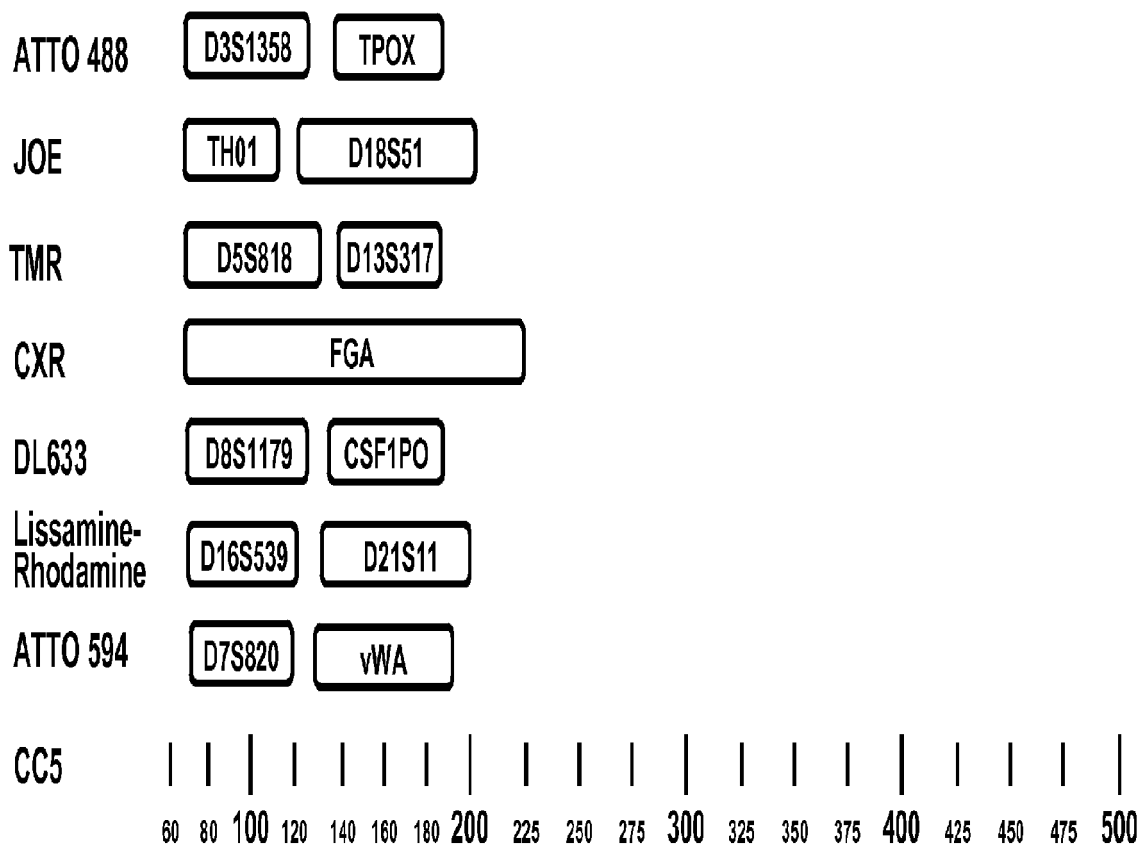 ATTO 488 D3S1358 TPOX
JOE TH01 D18S51
TMR D5S818 D13S317
CXR FGA
DL633 D8S1179 CSF1PO
Lissamine-
Rhodamine D16S539 D21S11
ATTO 594 D7S820 vWA
CC5
60 80 100 120 140 160 180 200 225 250 275 300 325 350 375 400 425 450 475 500